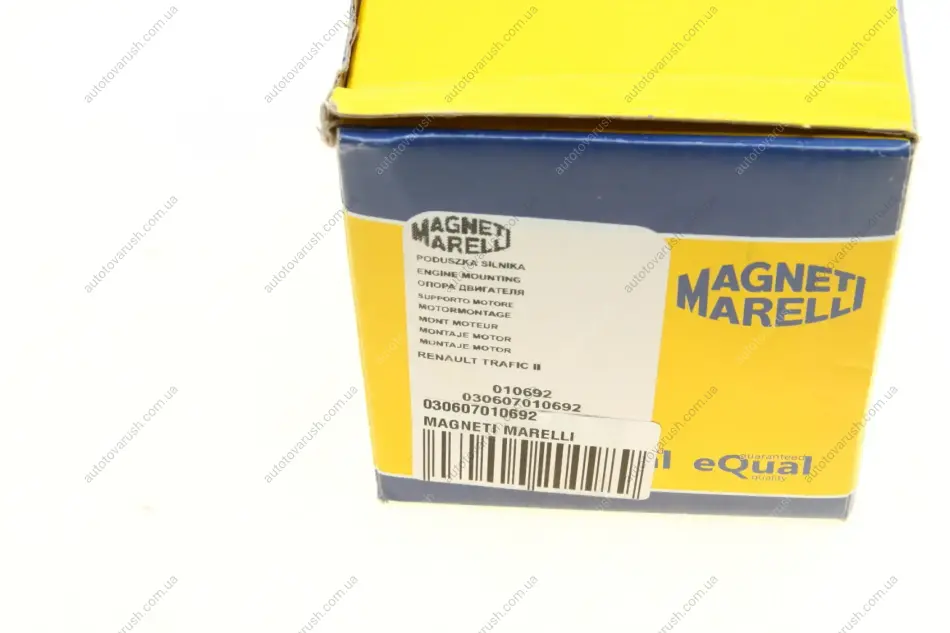 MAGNETI
MARELLI
PODUSZKA SILNIKA
ENGINE MOUNTING
ОПОРА ДВИГАТЕЛЯ
SUPPORTO MOTORE
MOTORMONTAGE
MONT MOTEUR
MONTAJE MOTOR
MONTAJE MOTOR
RENAULT TRAFIC II
010692
030607010692
030607010692
MAGNETI MARELLI
MAGNETI
MARELLI
guaranteed
eQual
quality
autotovarush.com.ua